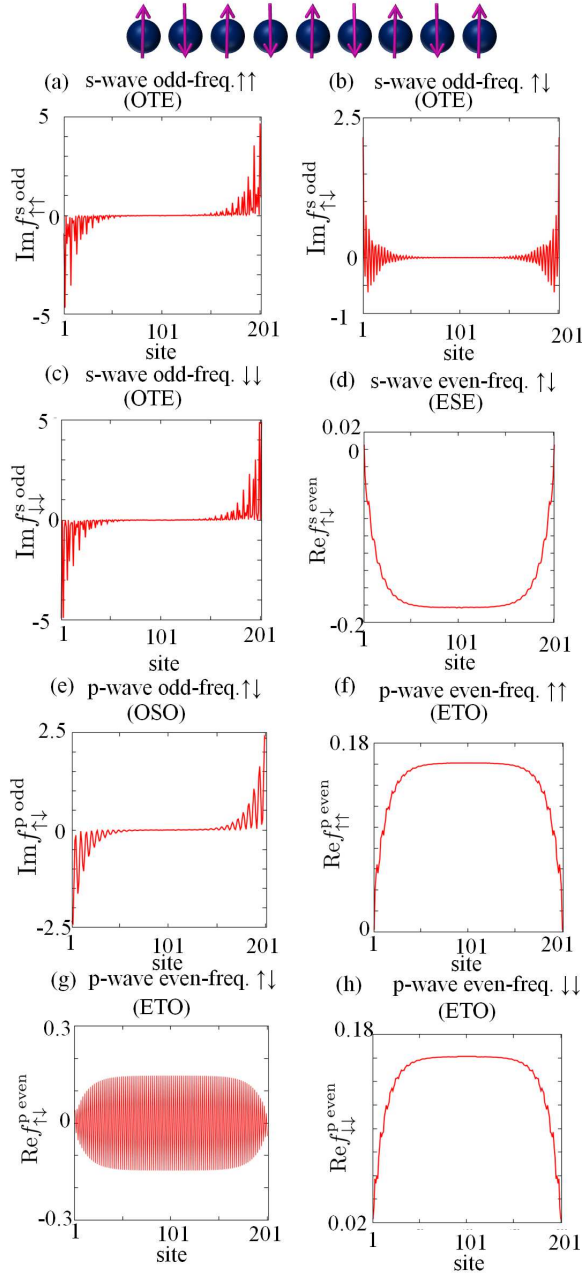 (a) s-wave odd-freq.↑↑
(OTE)
5
0
-5
Im f^{s odd}_{↑↑}
1 101 201
site
(b) s-wave odd-freq. ↑↓
(OTE)
2.5
0
-1
Im f^{s odd}_{↑↓}
1 101 201
site
(c) s-wave odd-freq. ↓↓
(OTE)
5
0
-5
Im f^{s odd}_{↓↓}
1 101 201
site
(d) s-wave even-freq. ↑↓
(ESE)
0.02
0
-0.2
Re f^{s even}_{↑↓}
1 101 201
site
(e) p-wave odd-freq.↑↓
(OSO)
2.5
0
-2.5
Im f^{p odd}_{↑↓}
1 101 201
site
(f) p-wave even-freq. ↑↑
(ETO)
0.18
0
Re f^{p even}_{↑↑}
1 101 201
site
(g) p-wave even-freq. ↑↓
(ETO)
0.3
0
-0.3
Re f^{p even}_{↑↓}
1 101 201
site
(h) p-wave even-freq. ↓↓
(ETO)
0.18
0.02
Re f^{p even}_{↓↓}
1 101 201
site